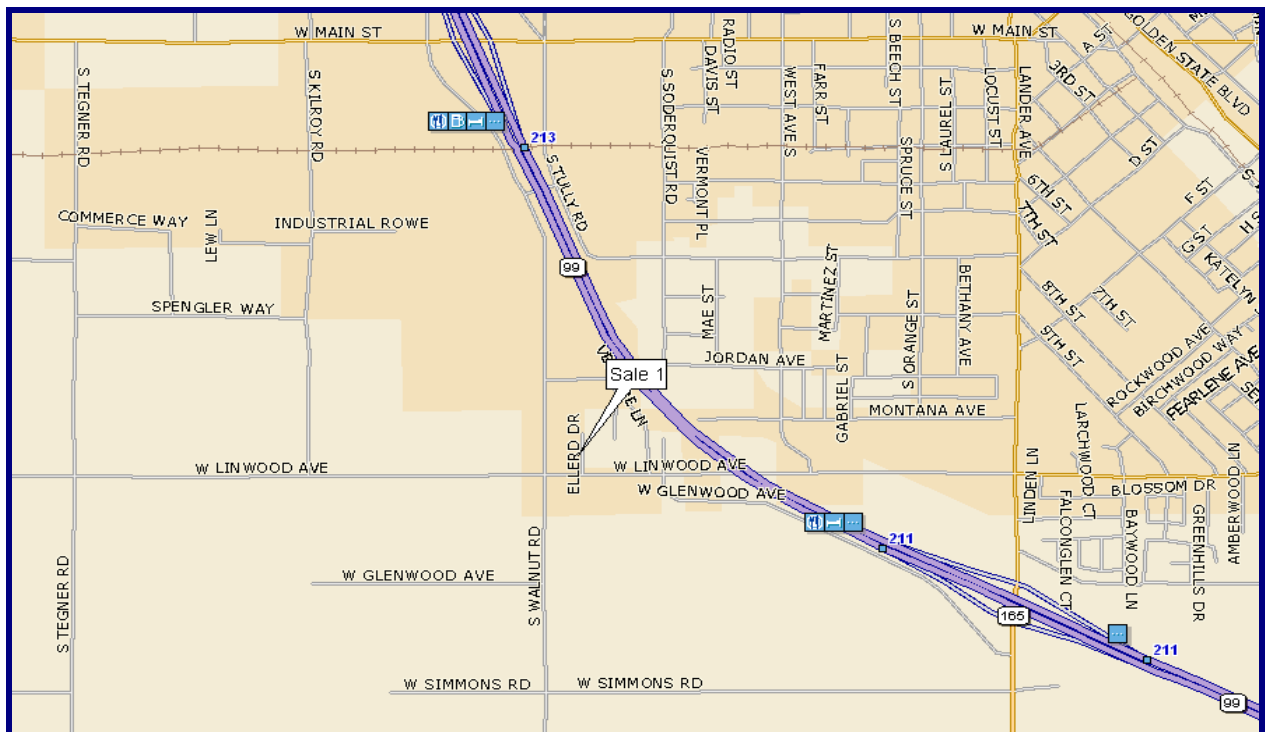 W MAIN ST
W MAIN ST
S TEGNER RD
S KILROY RD
S SODERQUIST RD
RADIO ST
DAVIS ST
WEST AVE S
FARR ST
S BEECH ST
S LAUREL ST
LOCUST ST
LANDER AVE
3RD ST
A ST
GOLDEN STATE BLVD
213
S TULLY RD
VERMONT PL
SPRUCE ST
D ST
6TH ST
7TH ST
F ST
G ST
H S
KATELYN
COMMERCE WAY
LEW LN
INDUSTRIAL ROWE
99
MAE ST
MARTINEZ ST
S ORANGE ST
BETHANY AVE
8TH ST
7TH ST
9TH ST
SPENGLER WAY
JORDAN AVE
GABRIEL ST
MONTANA AVE
ROCKWOOD AVE
BIRCHWOOD WAY
FEARLENE AVE
Sale 1
ELLERD DR
W LINWOOD AVE
W LINWOOD AVE
W GLENWOOD AVE
LINDEN LN
LARCHWOOD CT
FALCONGLEN CT
BLOSSOM DR
BAYWOOD LN
GREENHILLS DR
AMBERWOOD LN
211
S TEGNER RD
W GLENWOOD AVE
S WALNUT RD
165
211
W SIMMONS RD
W SIMMONS RD
99